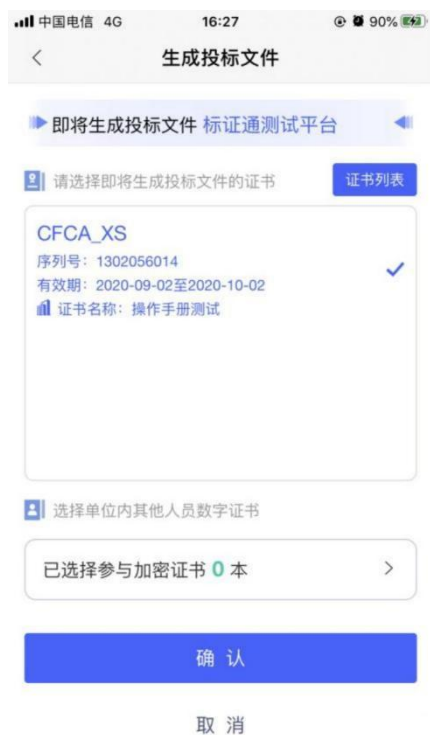 中国电信 4G 16:27 90%
生成投标文件
即将生成投标文件 标证通测试平台
请选择即将生成投标文件的证书 证书列表
CFCA_XS
序列号：1302056014
有效期：2020-09-02至2020-10-02
证书名称：操作手册测试
选择单位内其他人员数字证书
已选择参与加密证书 0 本
确 认
取 消